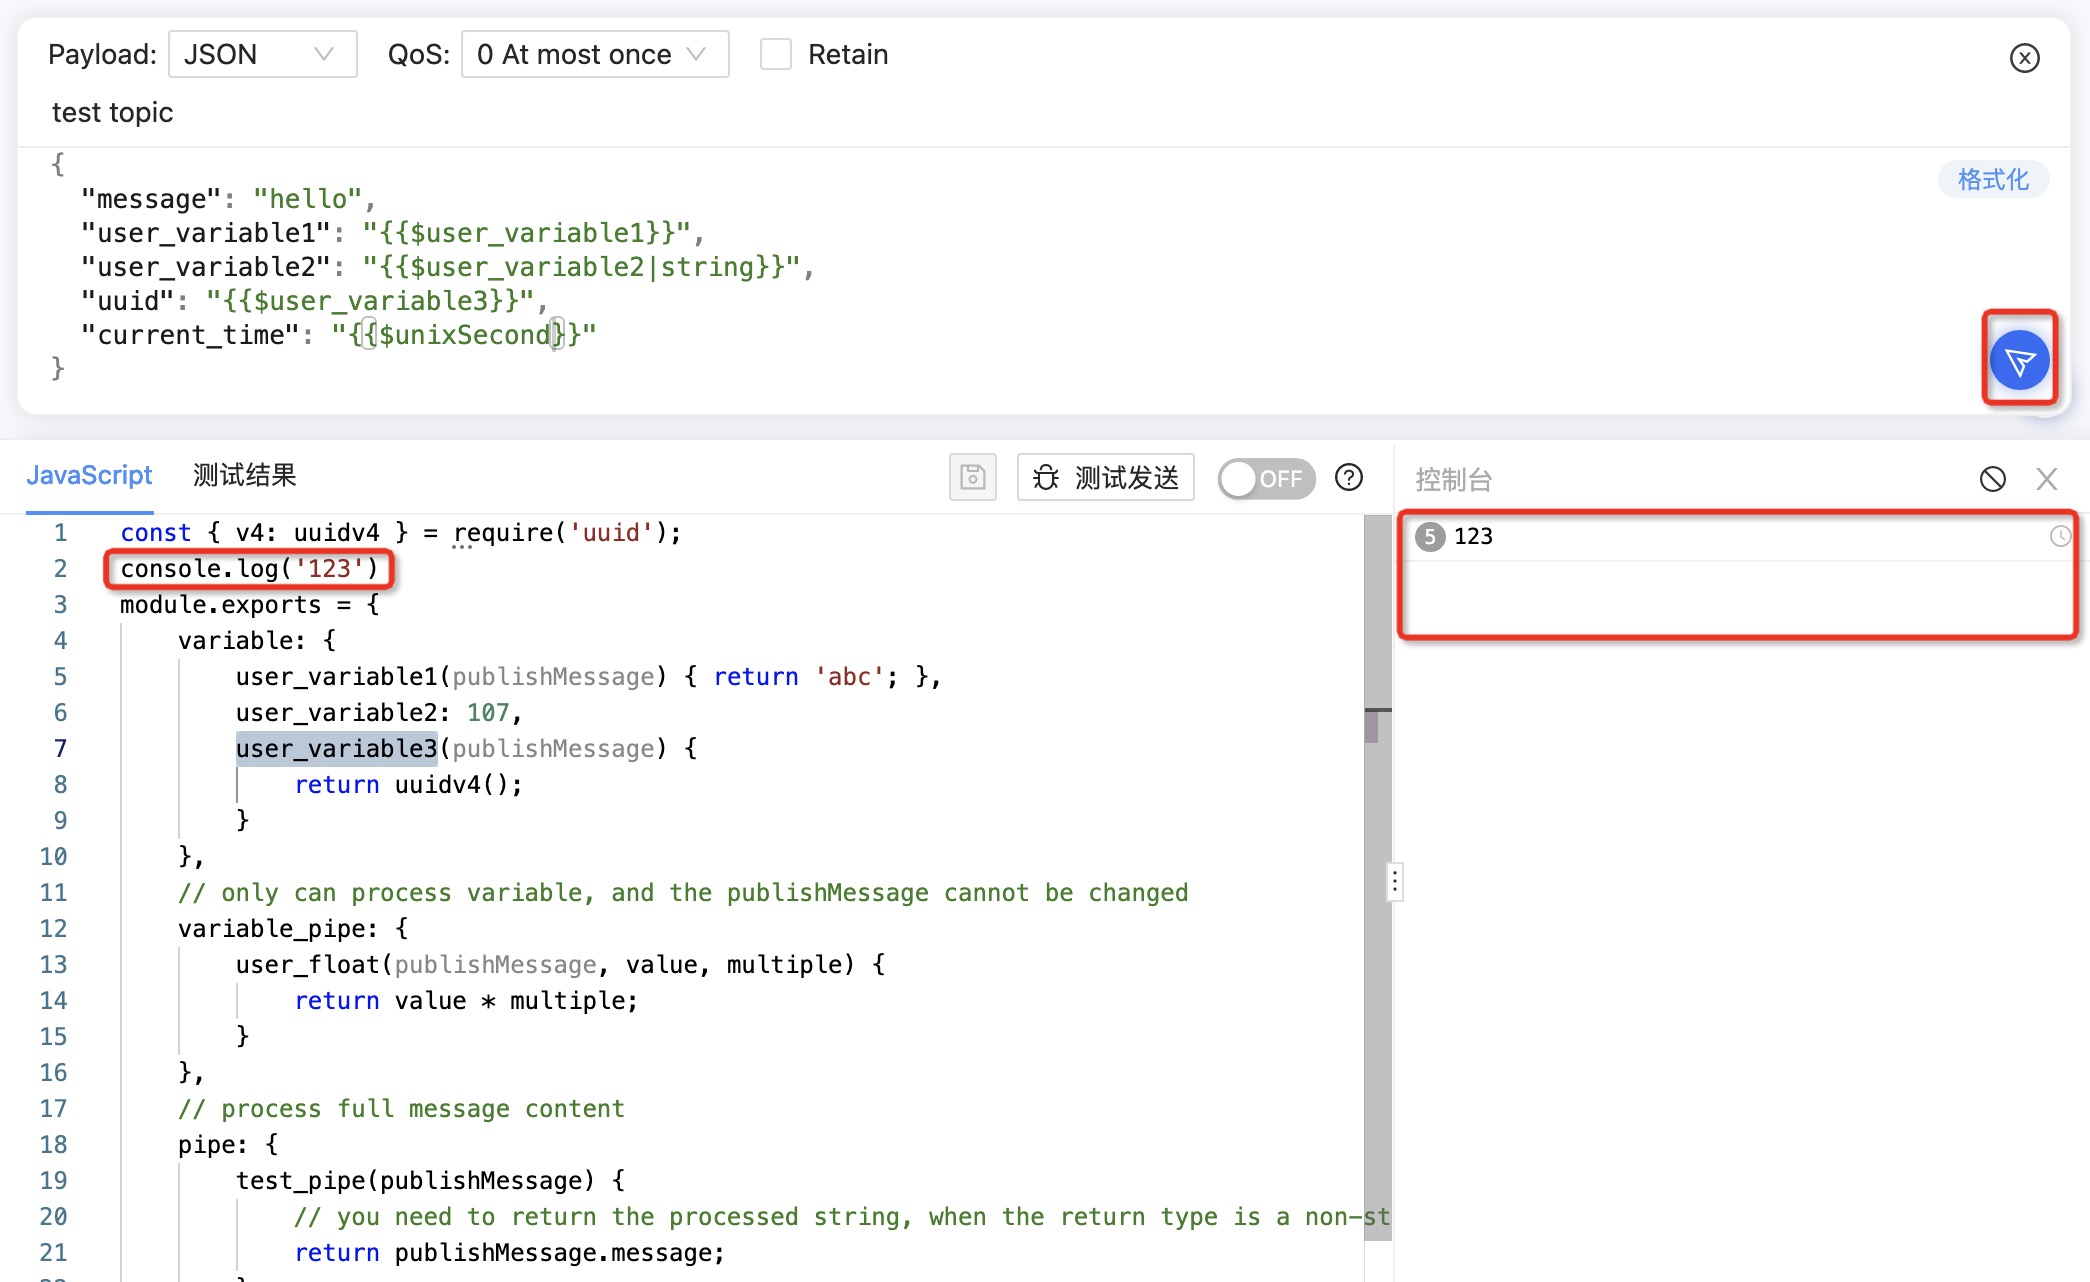 Payload: JSON QoS: 0 At most once Retain
test topic
{
"message": "hello",
"user_variable1": "{{$user_variable1}}",
"user_variable2": "{{$user_variable2|string}}",
"uuid": "{{$user_variable3}}",
"current_time": "{{$unixSecond}}"
}
格式化
JavaScript 测试结果 测试发送 OFF
1 const { v4: uuidv4 } = require('uuid');
2 console.log('123')
3 module.exports = {
4 variable: {
5 user_variable1(publishMessage) { return 'abc'; },
6 user_variable2: 107,
7 user_variable3(publishMessage) {
8 return uuidv4();
9 }
10 },
11 // only can process variable, and the publishMessage cannot be changed
12 variable_pipe: {
13 user_float(publishMessage, value, multiple) {
14 return value * multiple;
15 }
16 },
17 // process full message content
18 pipe: {
19 test_pipe(publishMessage) {
20 // you need to return the processed string, when the return type is a non-st
21 return publishMessage.message;
控制台
5 123